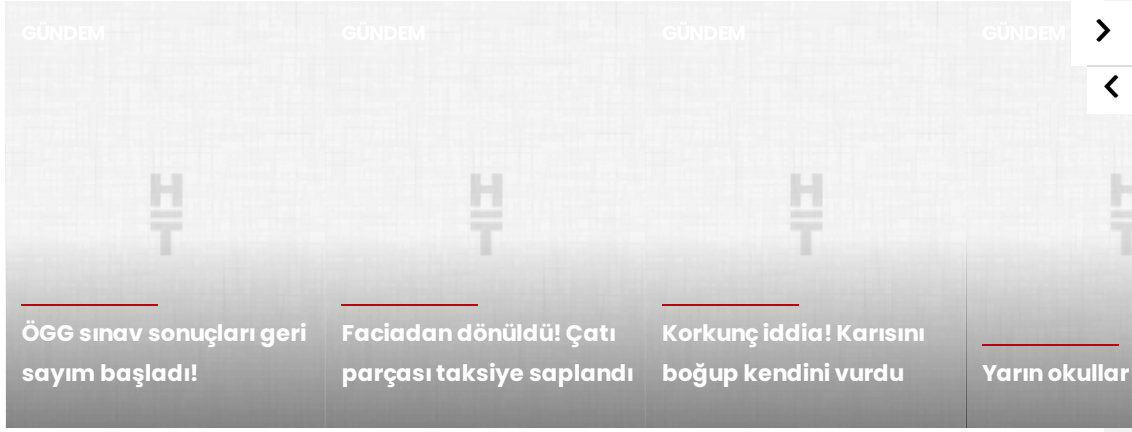 GÜNDEM
H
T
ÖGG sınav sonuçları geri
sayım başladı!
GÜNDEM
H
T
Faciadan dönüldü! Çatı
parçası taksiye saplandı
GÜNDEM
H
T
Korkunç iddia! Karısını
boğup kendini vurdu
GÜNDEM
H
T
Yarın okullar